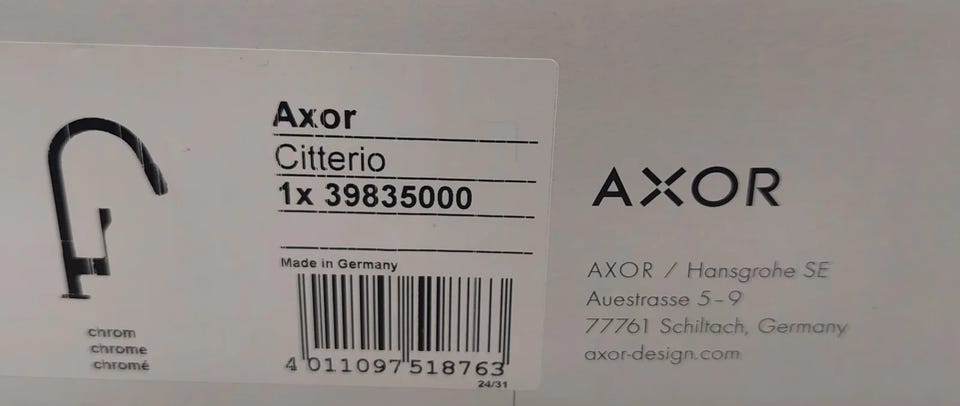 Axor
Citterio
1x 39835000
Made in Germany
4 011097 518763
24/31
chrom
chrome
chromé
AXOR
AXOR / Hansgrohe SE
Auestrasse 5-9
77761 Schiltach, Germany
axor-design.com